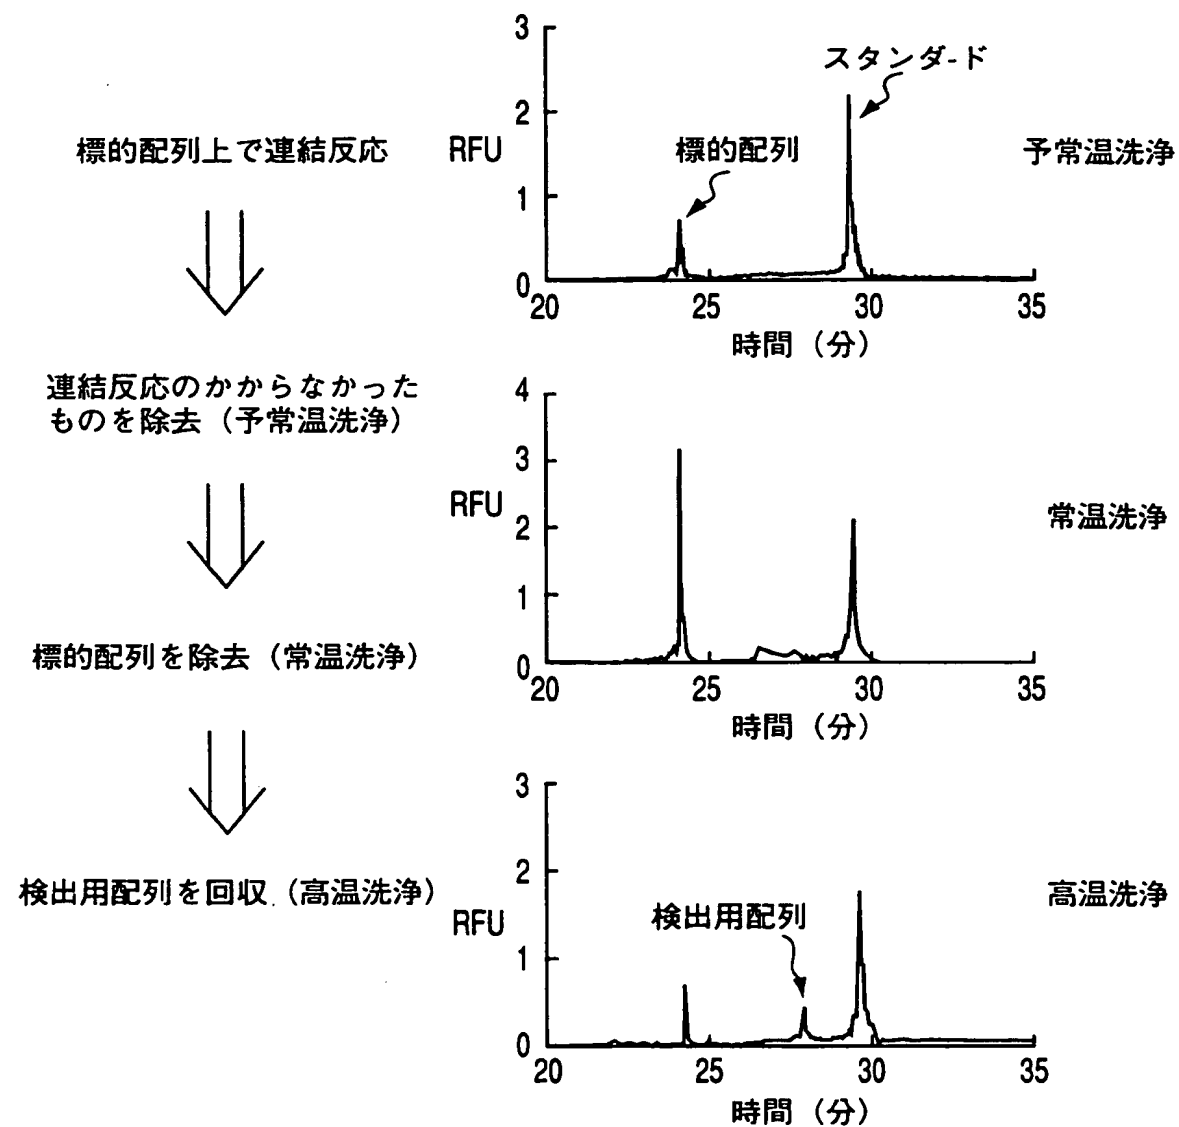 標的配列上で連結反応
連結反応のかからなかった
ものを除去（予常温洗浄）
標的配列を除去（常温洗浄）
検出用配列を回収.（高温洗浄）
3
2
1
0
RFU
標的配列
スタンダ-ド
予常温洗浄
20 25 30 35
時間（分）
4
3
2
1
0
RFU
常温洗浄
20 25 30 35
時間（分）
3
2
1
0
RFU
検出用配列
高温洗浄
20 25 30 35
時間（分）